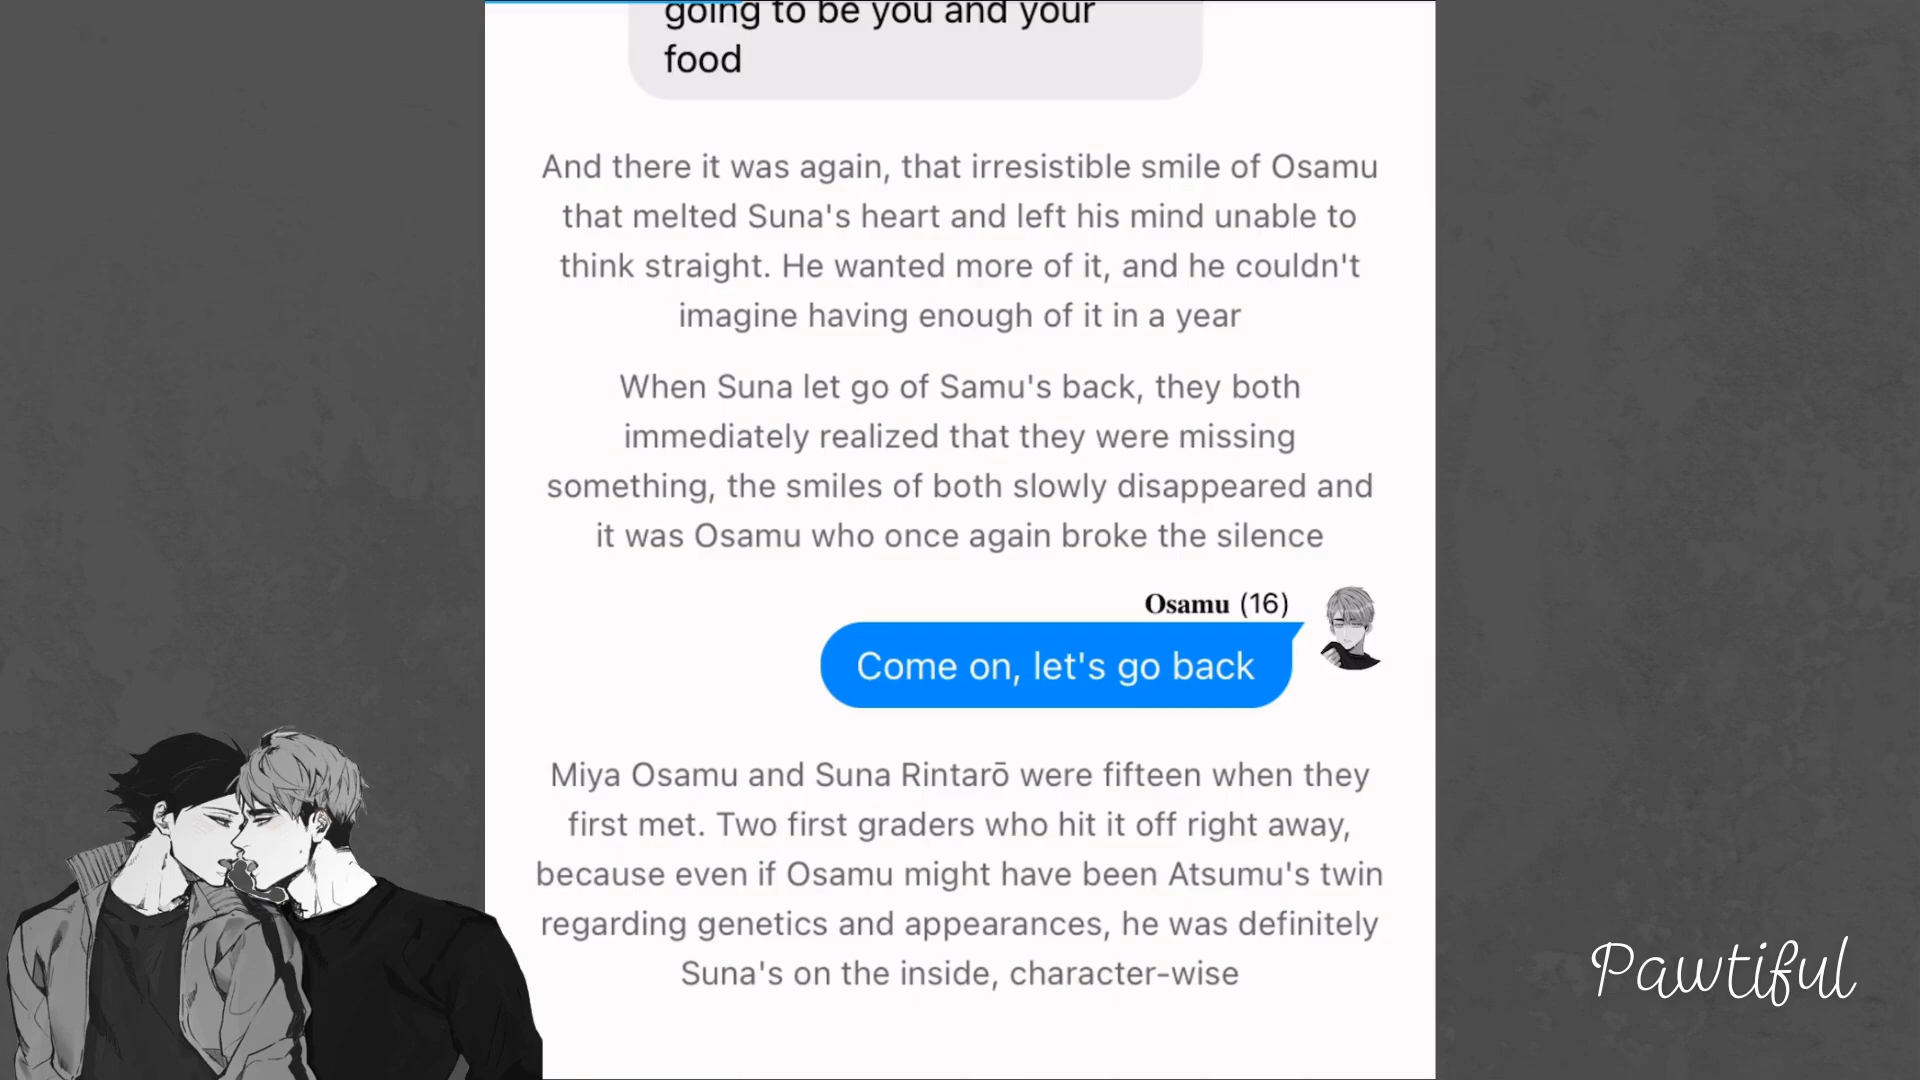 going to be you and your
food
And there it was again, that irresistible smile of Osamu
that melted Suna's heart and left his mind unable to
think straight. He wanted more of it, and he couldn't
imagine having enough of it in a year
When Suna let go of Samu's back, they both
immediately realized that they were missing
something, the smiles of both slowly disappeared and
it was Osamu who once again broke the silence
Osamu (16)
Come on, let's go back
Miya Osamu and Suna Rintarō were fifteen when they
first met. Two first graders who hit it off right away,
because even if Osamu might have been Atsumu's twin
regarding genetics and appearances, he was definitely
Suna's on the inside, character-wise
Pawtiful